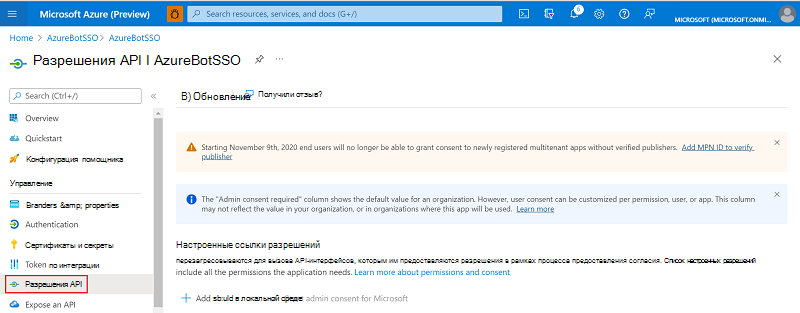 Microsoft Azure (Preview)
Search resources, services, and docs (G+/)
6
MICROSOFT (MICROSOFT.ONMI...
Home > AzureBotSSO > AzureBotSSO
Разрешения API | AzureBotSSO
Search (Ctrl+/)
Overview
Quickstart
Конфигурация помощника
Управление
Branders &amp; properties
Authentication
Сертификаты и секреты
Token по интеграции
Разрешения API
Expose an API
В) Обновление
Получили отзыв?
Starting November 9th, 2020 end users will no longer be able to grant consent to newly registered multitenant apps without verified publishers. Add MPN ID to verify
publisher
The "Admin consent required" column shows the default value for an organization. However, user consent can be customized per permission, user, or app. This column
may not reflect the value in your organization, or in organizations where this app will be used. Learn more
Настроенные ссылки разрешений
перезагресовываются для вызова API-интерфейсов, которым им предоставляются разрешения в рамках процесса предоставления согласия. Список настроенных разрешений
include all the permissions the application needs. Learn more about permissions and consent
Add в локальной среде admin consent for Microsoft